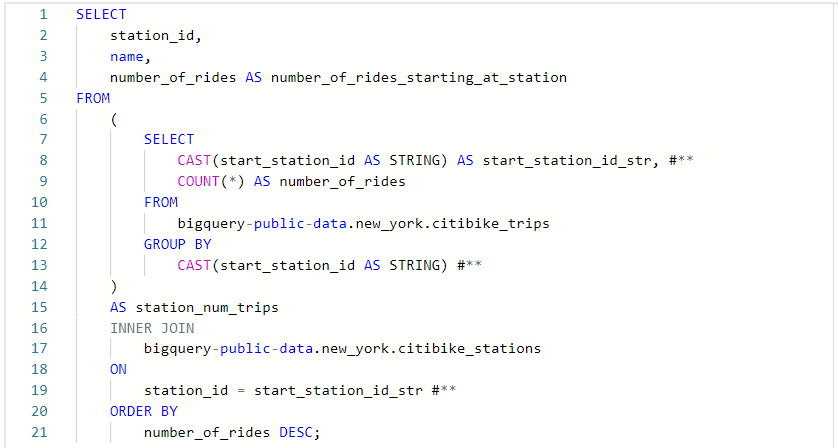 1 SELECT
2 station_id,
3 name,
4 number_of_rides AS number_of_rides_starting_at_station
5 FROM
6 (
7 SELECT
8 CAST(start_station_id AS STRING) AS start_station_id_str, #**
9 COUNT(*) AS number_of_rides
10 FROM
11 bigquery-public-data.new_york.citibike_trips
12 GROUP BY
13 CAST(start_station_id AS STRING) #**
14 )
15 AS station_num_trips
16 INNER JOIN
17 bigquery-public-data.new_york.citibike_stations
18 ON
19 station_id = start_station_id_str #**
20 ORDER BY
21 number_of_rides DESC;